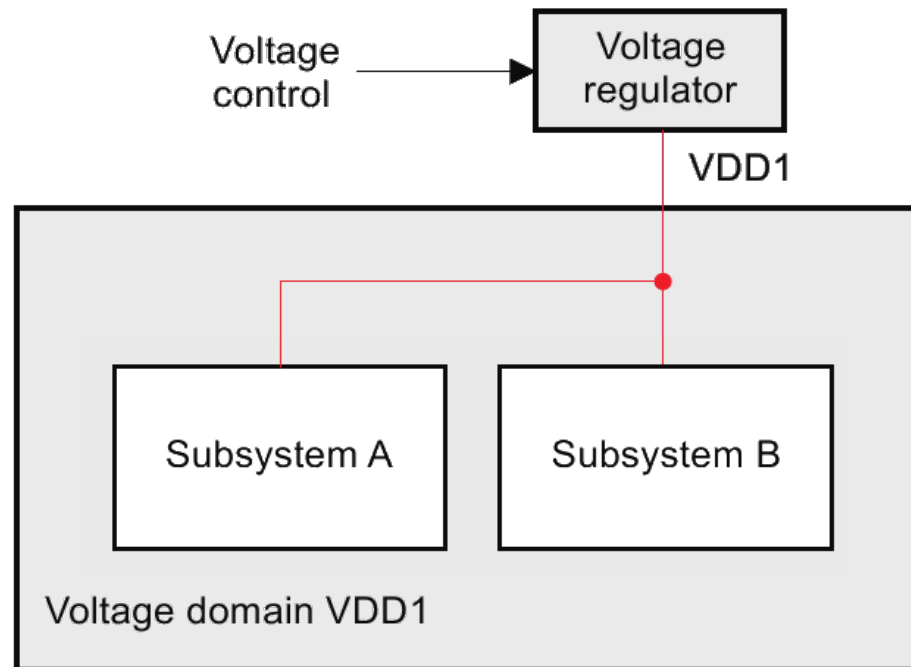 Voltage
control
Voltage
regulator
VDD1
Subsystem A
Subsystem B
Voltage domain VDD1